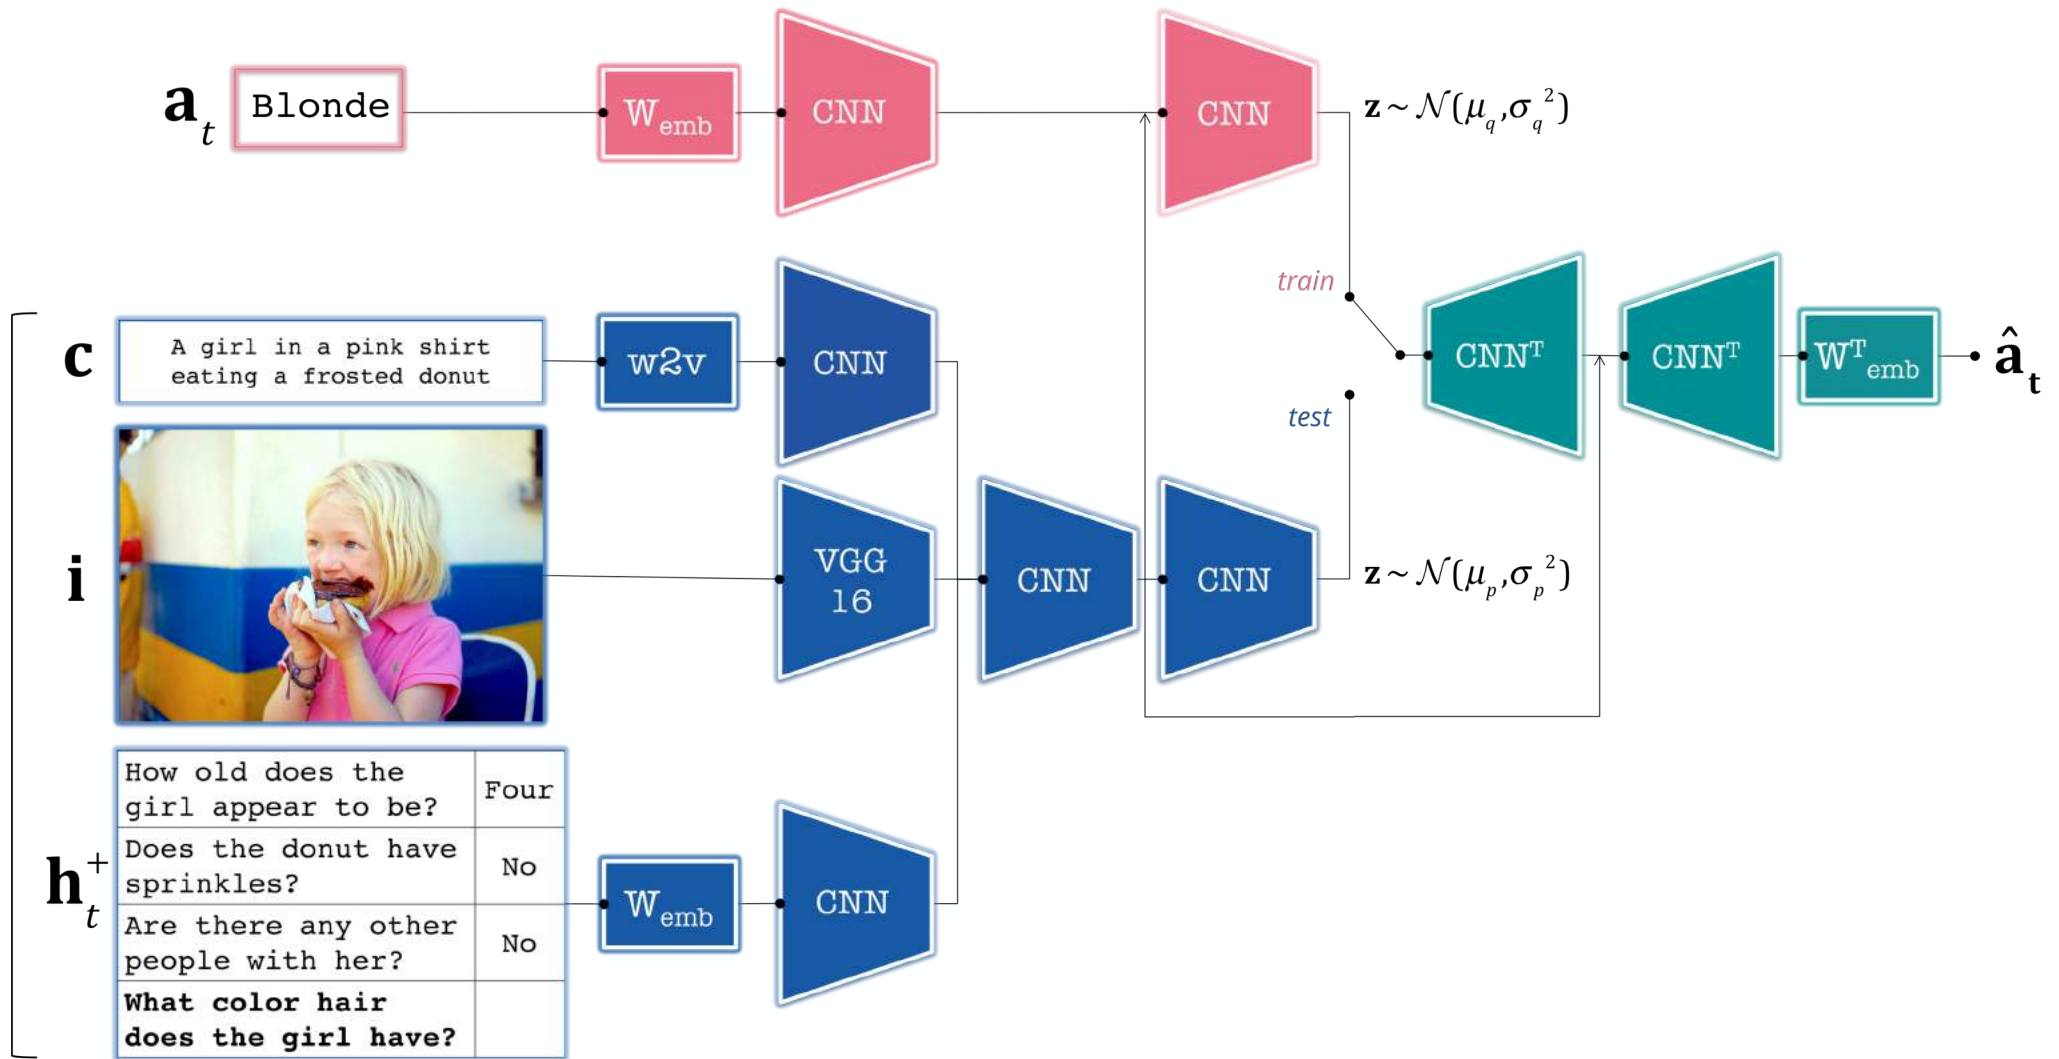 a_t
Blonde
W_emb
CNN
CNN
z ~ 𝒩(μ_q,σ_q²)
train
c
A girl in a pink shirt
eating a frosted donut
w2v
CNN
CNNᵀ
CNNᵀ
Wᵀ_emb
â_t
test
i
VGG
16
CNN
CNN
z ~ 𝒩(μ_p,σ_p²)
h_t⁺
How old does the
girl appear to be?
Four
Does the donut have
sprinkles?
No
Are there any other
people with her?
No
What color hair
does the girl have?
W_emb
CNN